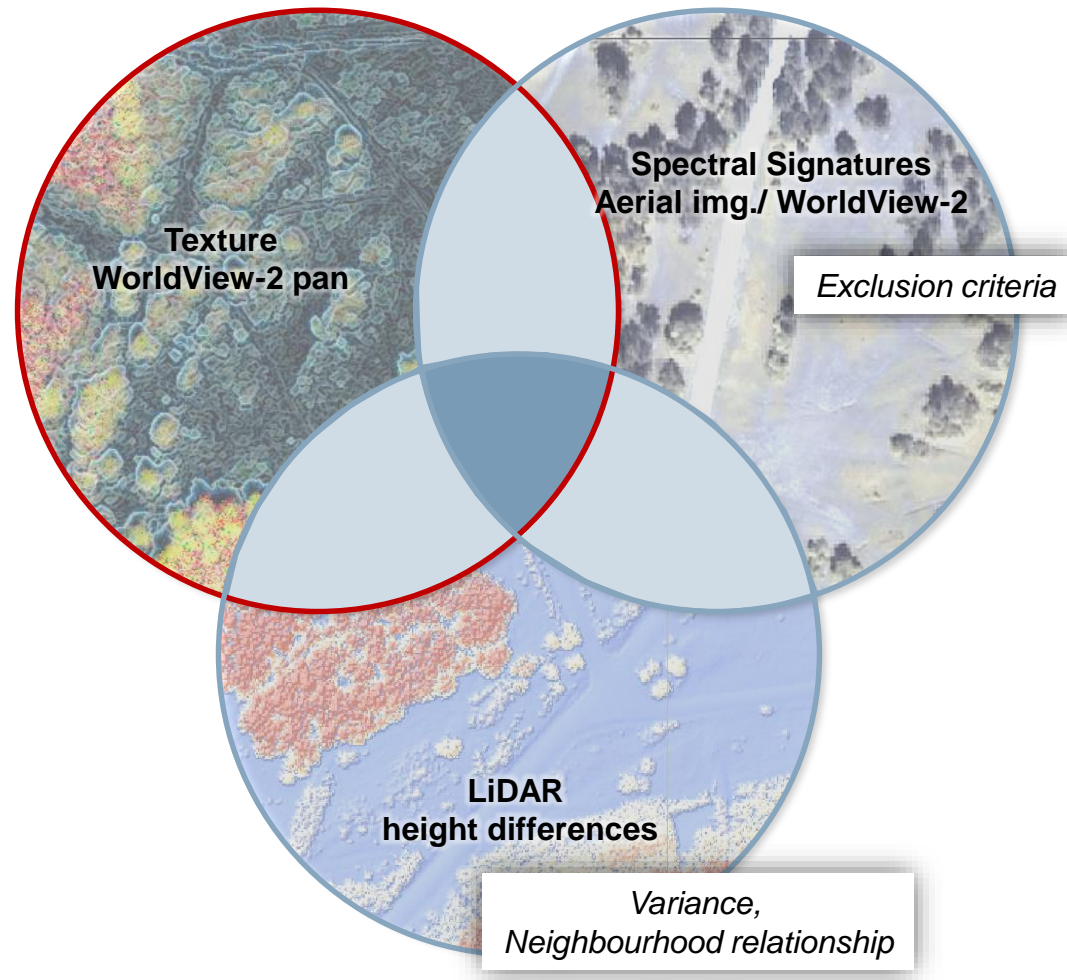 Texture
WorldView-2 pan
Spectral Signatures
Aerial img./ WorldView-2
Exclusion criteria
LiDAR
height differences
Variance,
Neighbourhood relationship